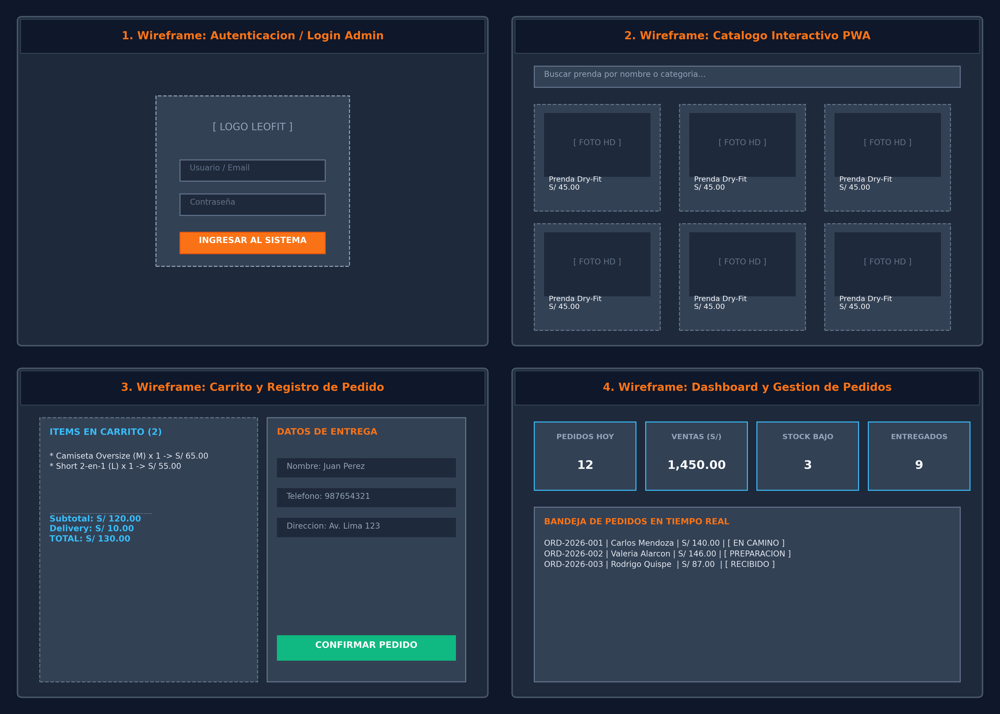 1. Wireframe: Autenticacion / Login Admin
[ LOGO LEOFIT ]
Usuario / Email
Contraseña
INGRESAR AL SISTEMA
2. Wireframe: Catalogo Interactivo PWA
Buscar prenda por nombre o categoria...
[ FOTO HD ]
Prenda Dry-Fit
S/ 45.00
[ FOTO HD ]
Prenda Dry-Fit
S/ 45.00
[ FOTO HD ]
Prenda Dry-Fit
S/ 45.00
[ FOTO HD ]
Prenda Dry-Fit
S/ 45.00
[ FOTO HD ]
Prenda Dry-Fit
S/ 45.00
[ FOTO HD ]
Prenda Dry-Fit
S/ 45.00
3. Wireframe: Carrito y Registro de Pedido
ITEMS EN CARRITO (2)
* Camiseta Oversize (M) x 1 -> S/ 65.00
* Short 2-en-1 (L) x 1 -> S/ 55.00
Subtotal: S/ 120.00
Delivery: S/ 10.00
TOTAL: S/ 130.00
DATOS DE ENTREGA
Nombre: Juan Perez
Telefono: 987654321
Direccion: Av. Lima 123
CONFIRMAR PEDIDO
4. Wireframe: Dashboard y Gestion de Pedidos
PEDIDOS HOY
12
VENTAS (S/)
1,450.00
STOCK BAJO
3
ENTREGADOS
9
BANDEJA DE PEDIDOS EN TIEMPO REAL
ORD-2026-001 | Carlos Mendoza | S/ 140.00 | [ EN CAMINO ]
ORD-2026-002 | Valeria Alarcon | S/ 146.00 | [ PREPARACION ]
ORD-2026-003 | Rodrigo Quispe  | S/ 87.00  | [ RECIBIDO ]